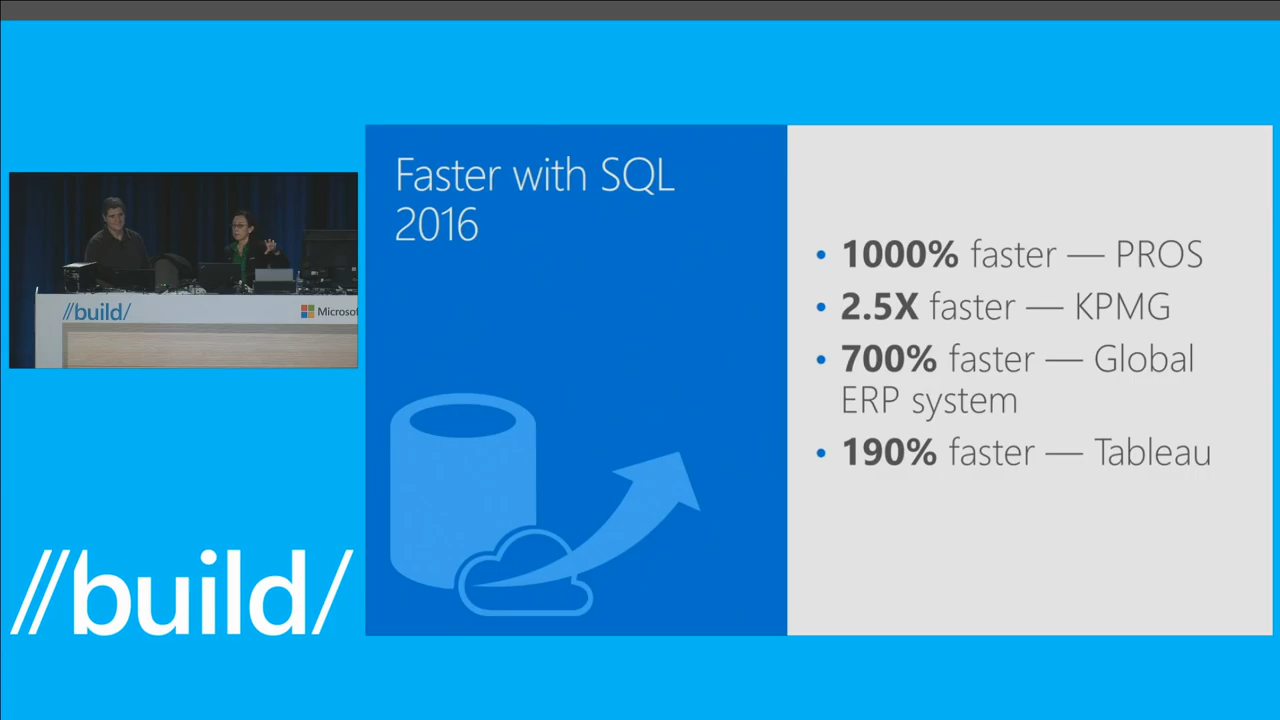 Faster with SQL
2016
• 1000% faster — PROS
• 2.5X faster — KPMG
• 700% faster — Global
ERP system
• 190% faster — Tableau
//build/
Microsof
//build/